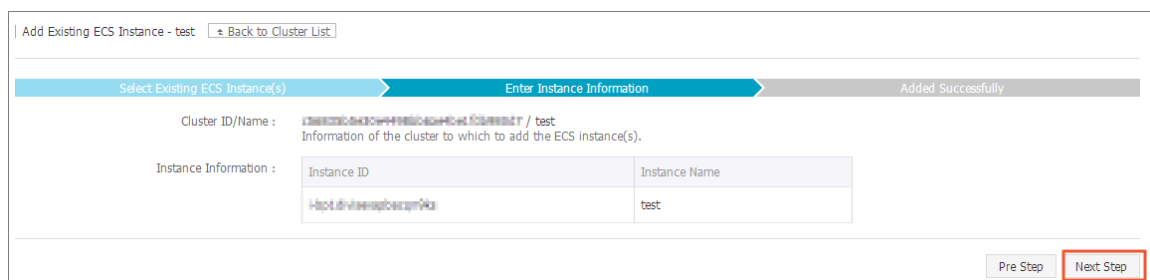 Add Existing ECS Instance - test Back to Cluster List
Select Existing ECS Instance(s) Enter Instance Information Added Successfully
Cluster ID/Name : / test
Information of the cluster to which to add the ECS instance(s).
Instance Information : Instance ID Instance Name
test
Pre Step Next Step